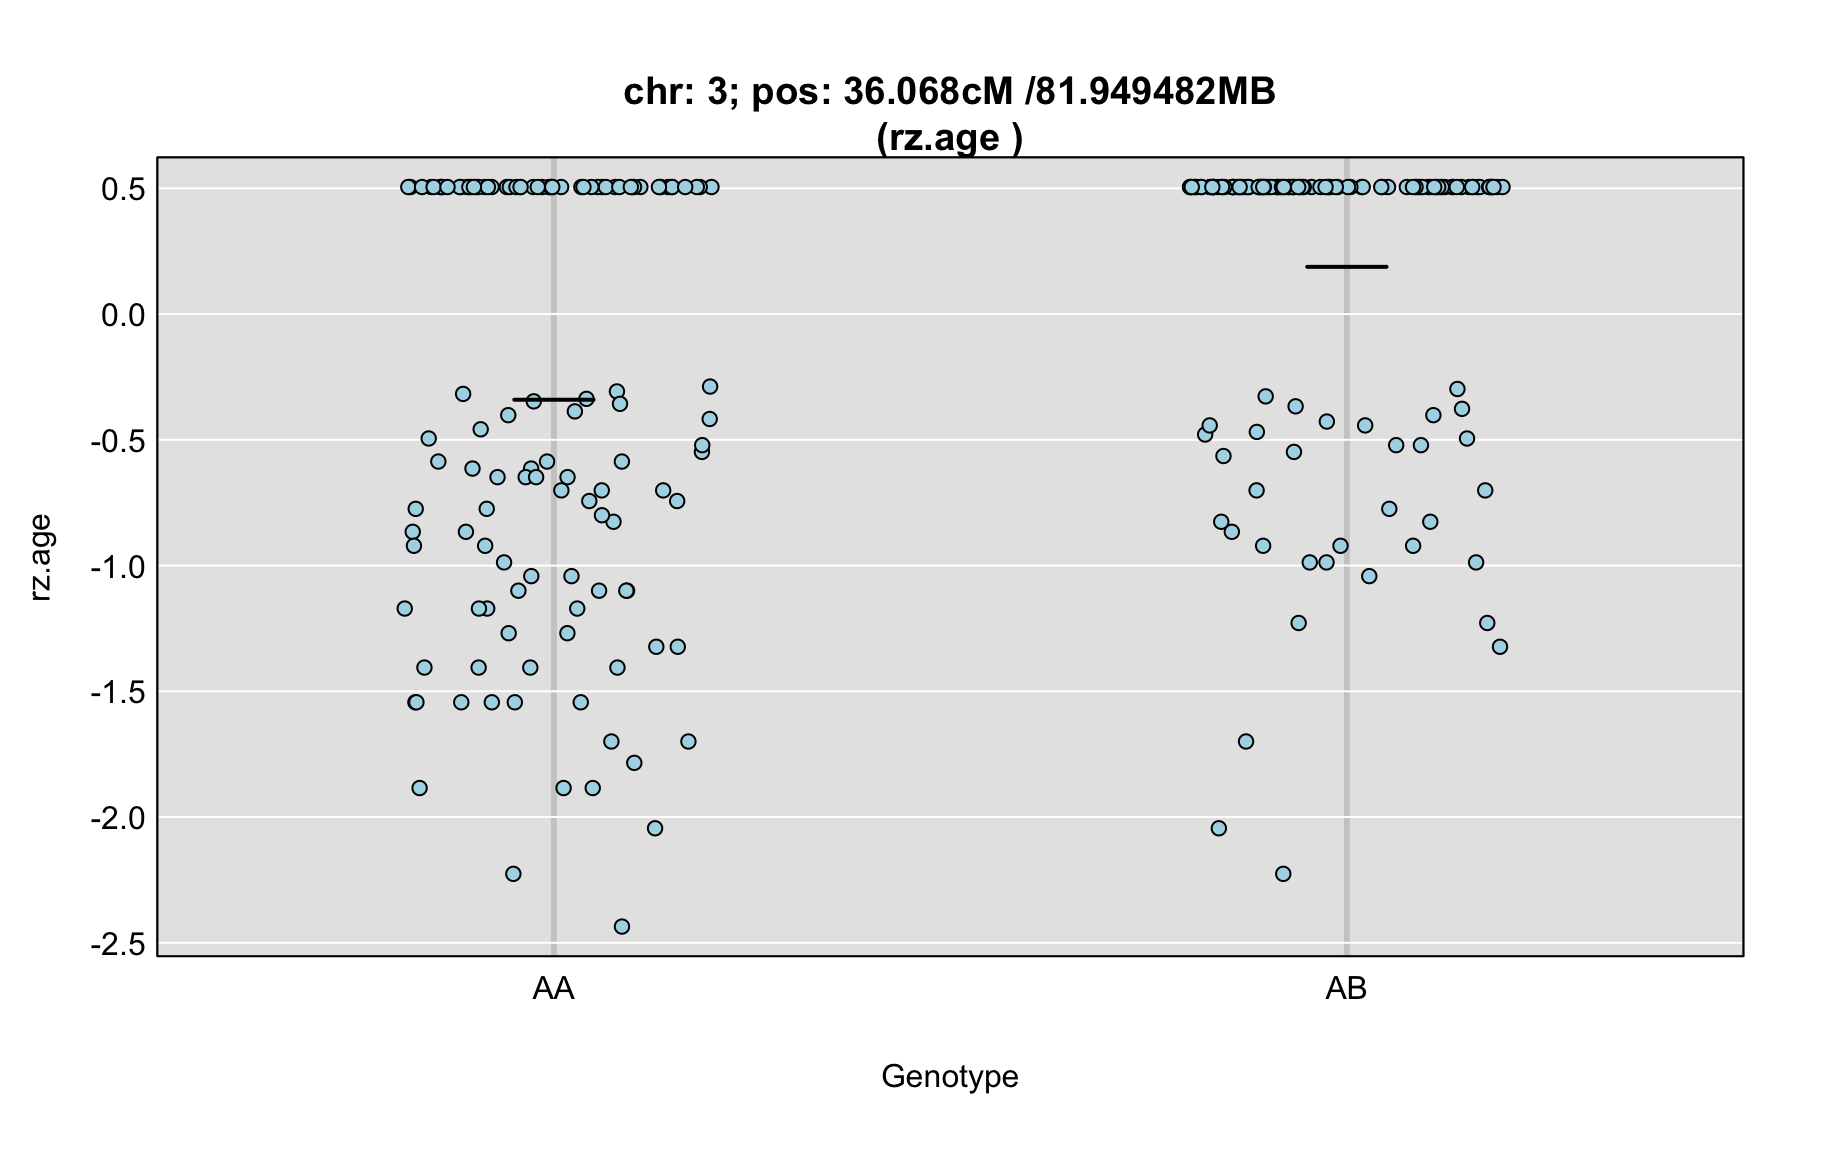 chr: 3; pos: 36.068cM /81.949482MB
(rz.age )
rz.age
0.5
0.0
-0.5
-1.0
-1.5
-2.0
-2.5
AA
AB
Genotype